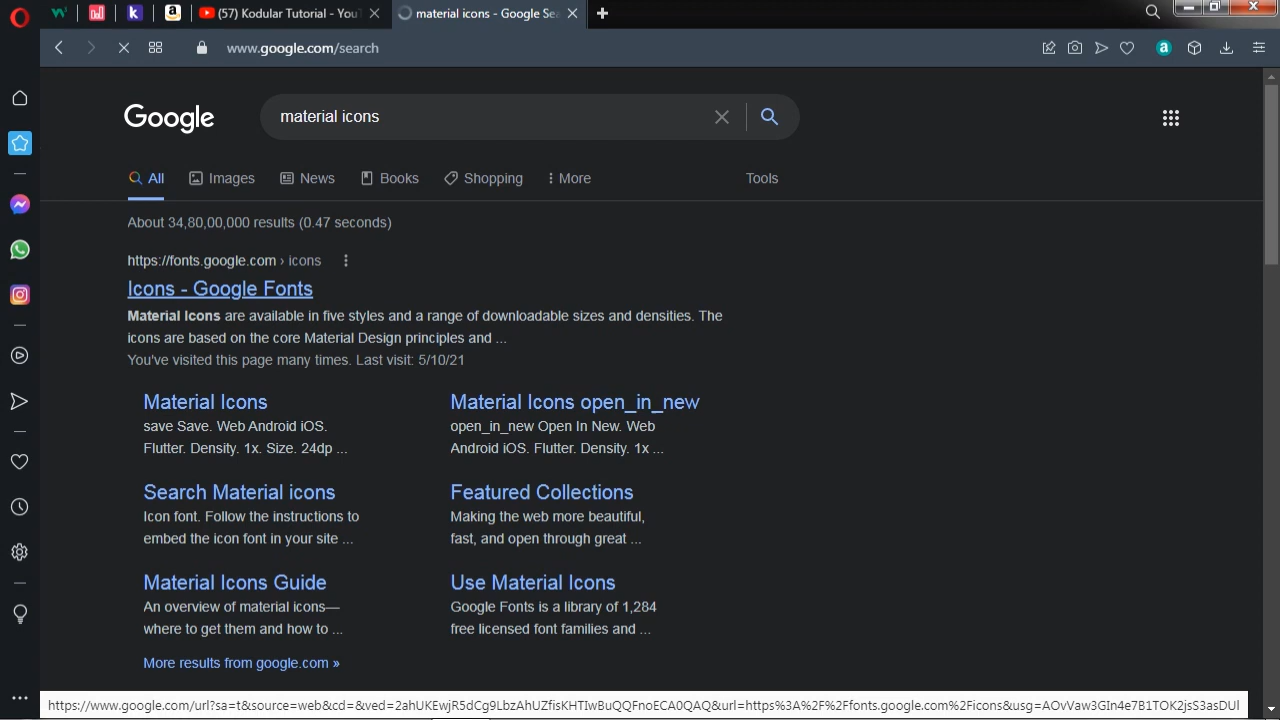 (57) Kodular Tutorial - You
material icons - Google Se
www.google.com/search
Google
material icons
All
Images
News
Books
Shopping
More
Tools
About 34,80,00,000 results (0.47 seconds)
https://fonts.google.com › icons
Icons - Google Fonts
Material Icons are available in five styles and a range of downloadable sizes and densities. The
icons are based on the core Material Design principles and ...
You've visited this page many times. Last visit: 5/10/21
Material Icons
save Save. Web Android iOS.
Flutter. Density. 1x. Size. 24dp ...
Material Icons open_in_new
open_in_new Open In New. Web
Android iOS. Flutter. Density. 1x ...
Search Material icons
Icon font. Follow the instructions to
embed the icon font in your site ...
Featured Collections
Making the web more beautiful,
fast, and open through great ...
Material Icons Guide
An overview of material icons—
where to get them and how to ...
Use Material Icons
Google Fonts is a library of 1,284
free licensed font families and ...
More results from google.com »
https://www.google.com/url?sa=t&source=web&cd=&ved=2ahUKEwjR5dCg9LbzAhUZfisKHTIwBuQQFnoECA0QAQ&url=https%3A%2F%2Ffonts.google.com%2Ficons&usg=AOvVaw3GIn4e7B1TOK2jsS3asDUl